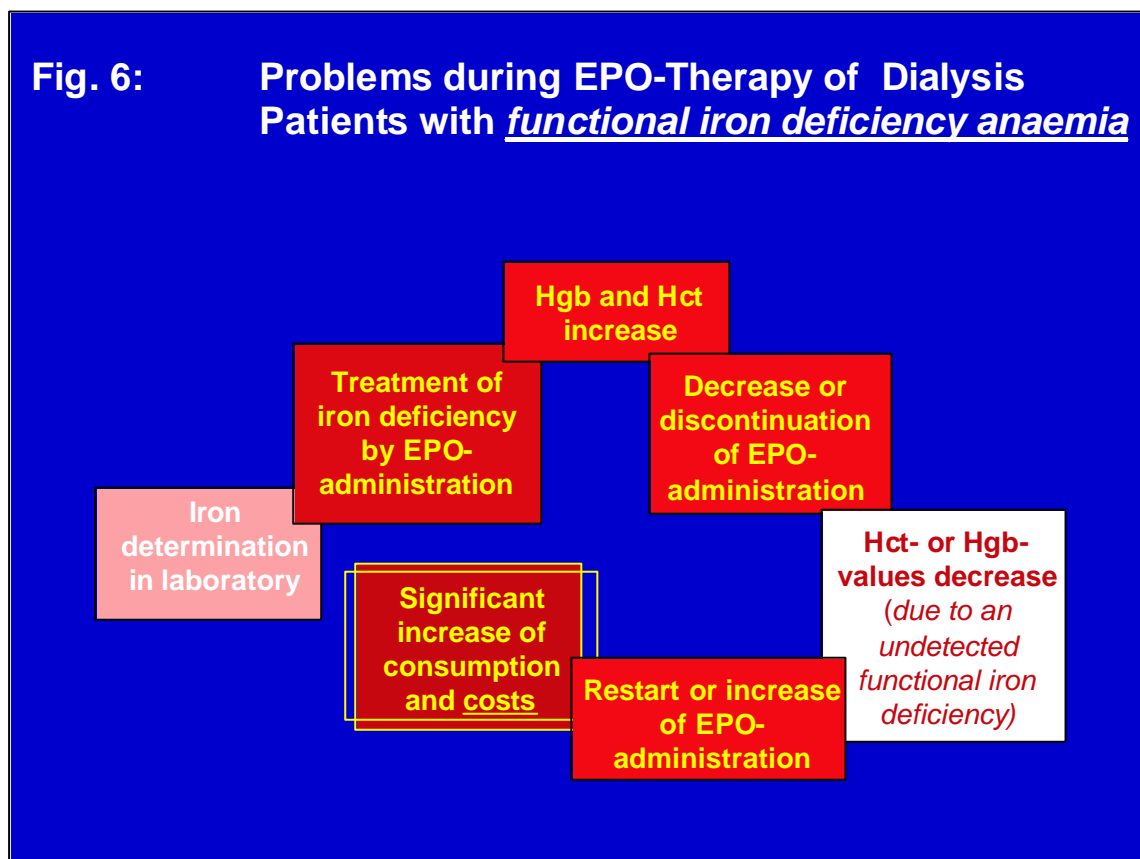 Fig. 6: Problems during EPO-Therapy of Dialysis
Patients with functional iron deficiency anaemia
Hgb and Hct
increase
Treatment of
iron deficiency
by EPO-
administration
Decrease or
discontinuation
of EPO-
administration
Iron
determination
in laboratory
Hct- or Hgb-
values decrease
(due to an
undetected
functional iron
deficiency)
Significant
increase of
consumption
and costs
Restart or increase
of EPO-
administration